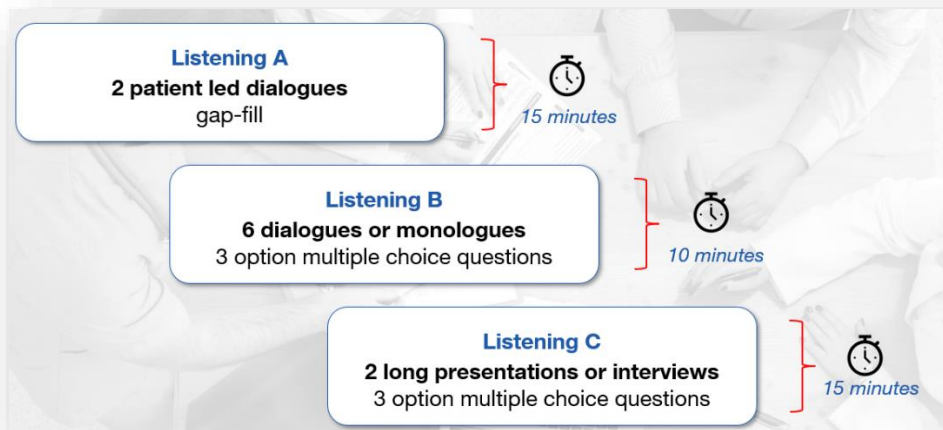 Listening A
2 patient led dialogues
gap-fill
15 minutes
Listening B
6 dialogues or monologues
3 option multiple choice questions
10 minutes
Listening C
2 long presentations or interviews
3 option multiple choice questions
15 minutes